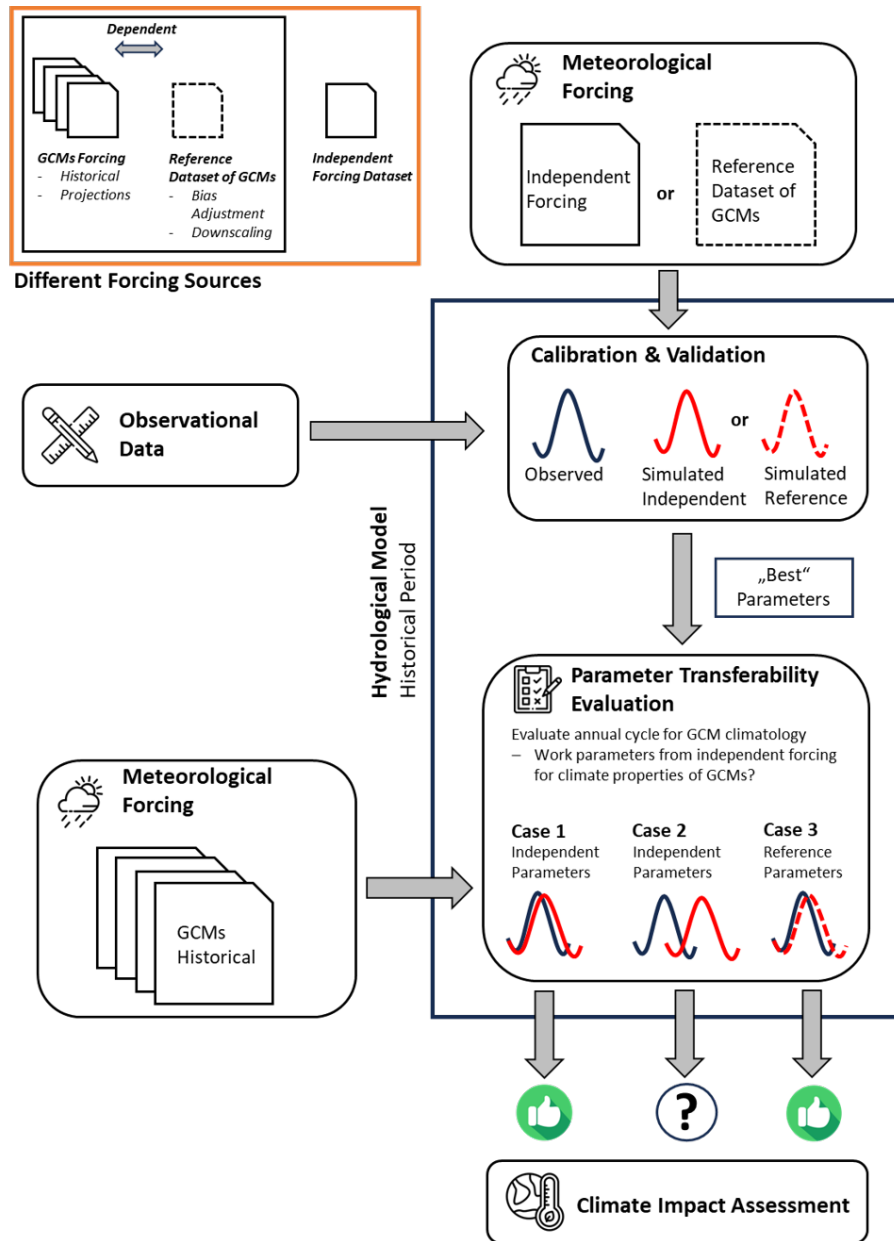 Dependent
GCMs Forcing
- Historical
- Projections
Reference
Dataset of GCMs
- Bias
Adjustment
- Downscaling
Independent
Forcing Dataset
Different Forcing Sources
Meteorological
Forcing
Independent
Forcing
or
Reference
Dataset of
GCMs
Calibration & Validation
Observed
Simulated
Independent
or
Simulated
Reference
Observational
Data
Hydrological Model
Historical Period
„Best“
Parameters
Parameter Transferability
Evaluation
Evaluate annual cycle for GCM climatology
– Work parameters from independent forcing
for climate properties of GCMs?
Case 1
Independent
Parameters
Case 2
Independent
Parameters
Case 3
Reference
Parameters
Meteorological
Forcing
GCMs
Historical
?
Climate Impact Assessment